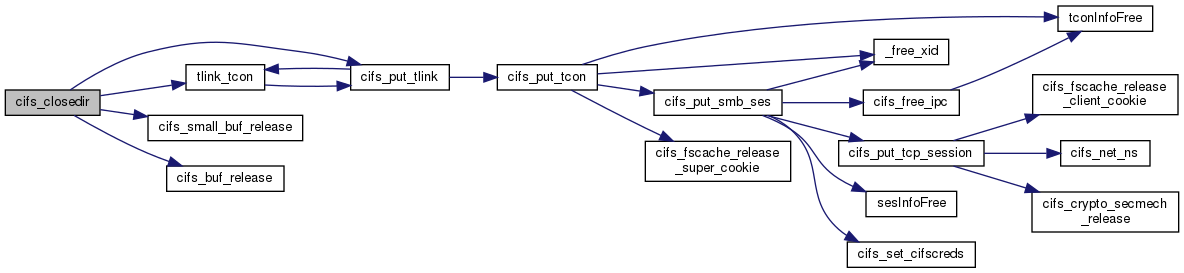 cifs_closedir
tlink_tcon
cifs_put_tlink
cifs_small_buf_release
cifs_buf_release
cifs_put_tcon
cifs_put_smb_ses
cifs_fscache_release
_super_cookie
tconInfoFree
_free_xid
cifs_free_ipc
cifs_put_tcp_session
sesInfoFree
cifs_set_cifscreds
cifs_fscache_release
_client_cookie
cifs_net_ns
cifs_crypto_secmech
_release